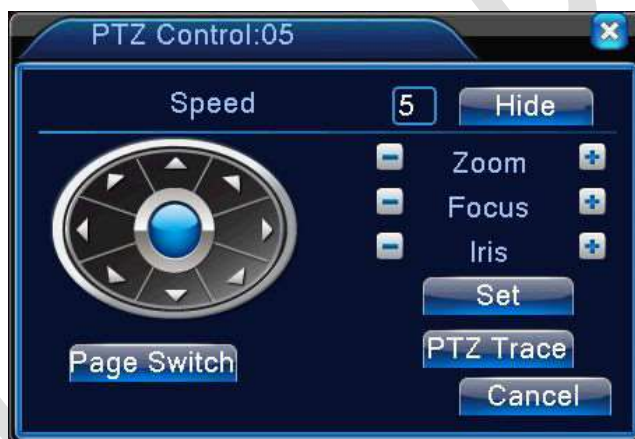 PTZ Control:05
Speed 5 Hide
Zoom
Focus
Iris
Set
Page Switch PTZ Trace
Cancel